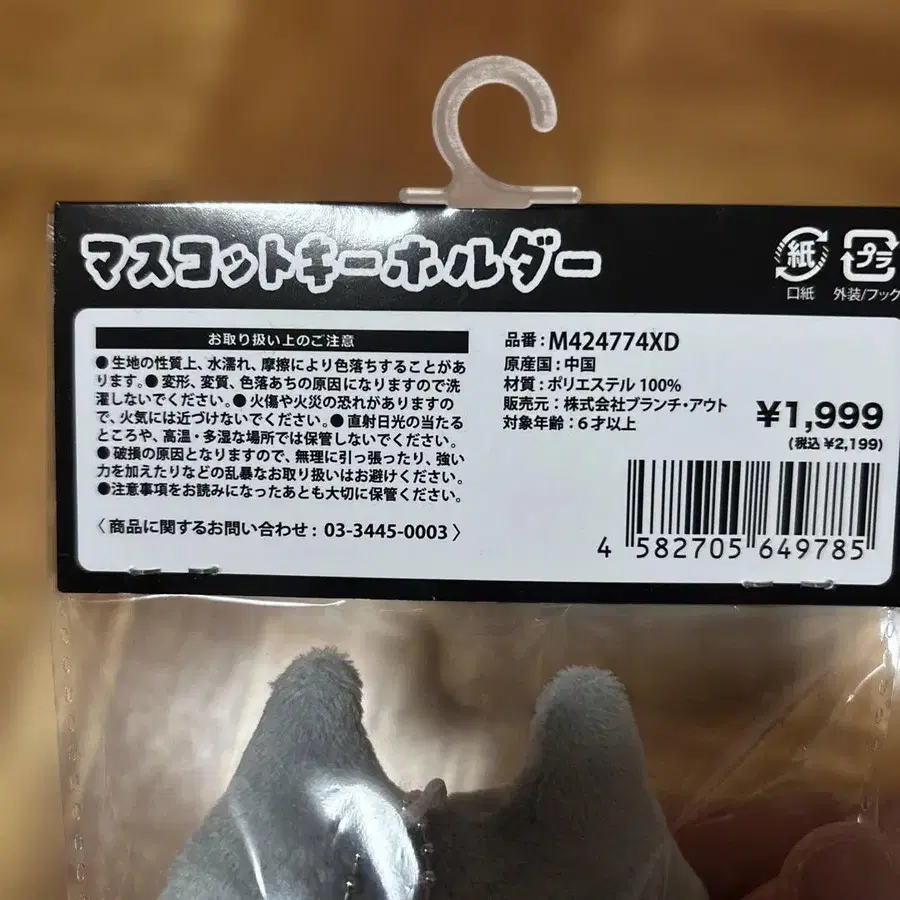 マスコットキーホルダー
紙
プラ
口紙
外装/フック
お取り扱い上のご注意
●生地の性質上、水濡れ、摩擦により色落ちすることがあ
ります。●変形、変質、色落あちの原因になりますので洗
濯しないでください。●火傷や火災の恐れがありますの
で、火気には近づけないでください。●直射日光の当たる
ところや、高温・多湿な場所では保管しないでください。
●破損の原因となりますので、無理に引っ張ったり、強い
力を加えたりなどの乱暴なお取り扱いはお避けください。
●注意事項をお読みになったあとも大切に保管ください。
〈商品に関するお問い合わせ：03-3445-0003〉
品番：M424774XD
原産国：中国
材質：ポリエステル 100%
販売元：株式会社ブランチ・アウト
対象年齢：6才以上
¥1,999
(税込 ¥2,199)
4 582705 649785